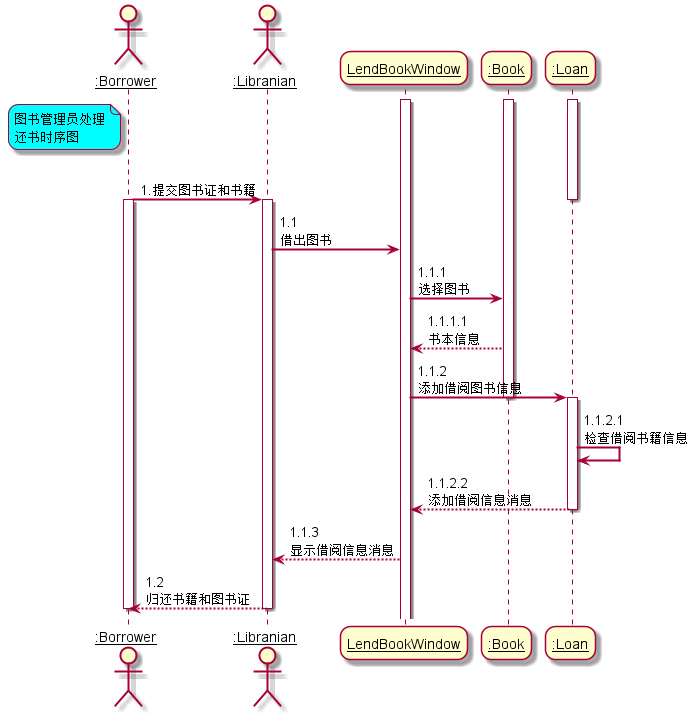 :Borrower
:Libranian
LendBookWindow
:Book
:Loan
图书管理员处理
还书时序图
1.提交图书证和书籍
1.1
借出图书
1.1.1
选择图书
1.1.1.1
书本信息
1.1.2
添加借阅图书信息
1.1.2.1
检查借阅书籍信息
1.1.2.2
添加借阅信息消息
1.1.3
显示借阅信息消息
1.2
归还书籍和图书证
:Borrower
:Libranian
LendBookWindow
:Book
:Loan